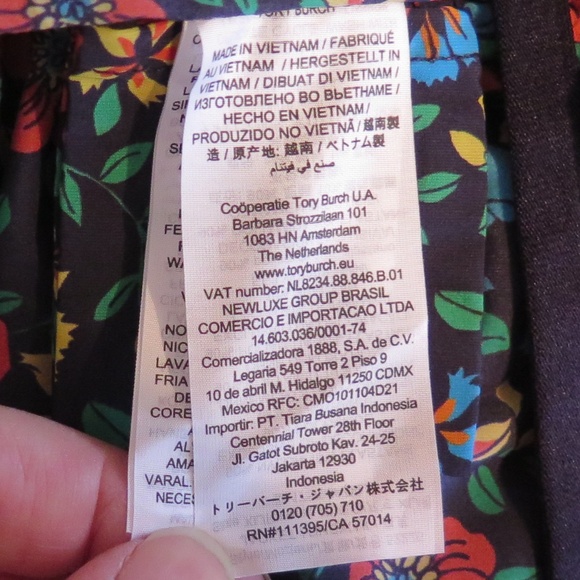 TORY BURCH
MADE IN VIETNAM / FABRIQUÉ
AU VIETNAM / HERGESTELLT IN
VIETNAM / DIBUAT DI VIETNAM /
ИЗГОТОВЛЕНО ВО ВЬЕТНАМЕ /
HECHO EN VIETNAM /
PRODUZIDO NO VIETNÃ / 越南製
造 / 原产地: 越南 / ベトナム製
صنع في فيتنام
Coöperatie Tory Burch U.A.
Barbara Strozzilaan 101
1083 HN Amsterdam
The Netherlands
www.toryburch.eu
VAT number: NL8234.88.846.B.01
NEWLUXE GROUP BRASIL
COMERCIO E IMPORTACAO LTDA
14.603.036/0001-74
Comercializadora 1888, S.A. de C.V.
Legaria 549 Torre 2 Piso 9
10 de abril M. Hidalgo 11250 CDMX
Mexico RFC: CMO101104D21
Importir: PT. Tiara Busana Indonesia
Centennial Tower 28th Floor
Jl. Gatot Subroto Kav. 24-25
Jakarta 12930
Indonesia
トリーバーチ・ジャパン株式会社
0120 (705) 710
RN#111395/CA 57014